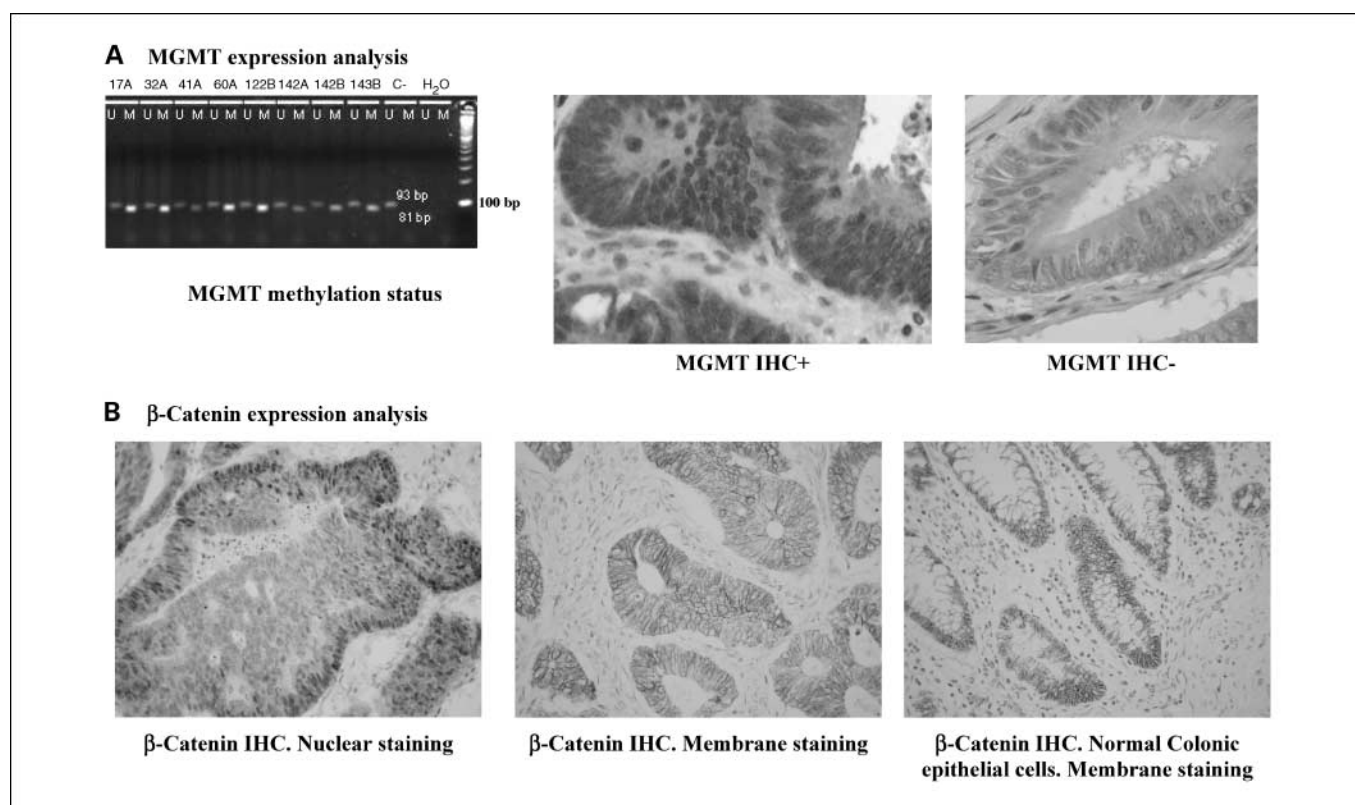 A MGMT expression analysis
17A 32A 41A 60A 122B 142A 142B 143B C- H₂O
U M U M U M U M U M U M U M U M U M U M
93 bp
81 bp
100 bp
MGMT methylation status
MGMT IHC+
MGMT IHC-
B β-Catenin expression analysis
β-Catenin IHC. Nuclear staining
β-Catenin IHC. Membrane staining
β-Catenin IHC. Normal Colonic
epithelial cells. Membrane staining